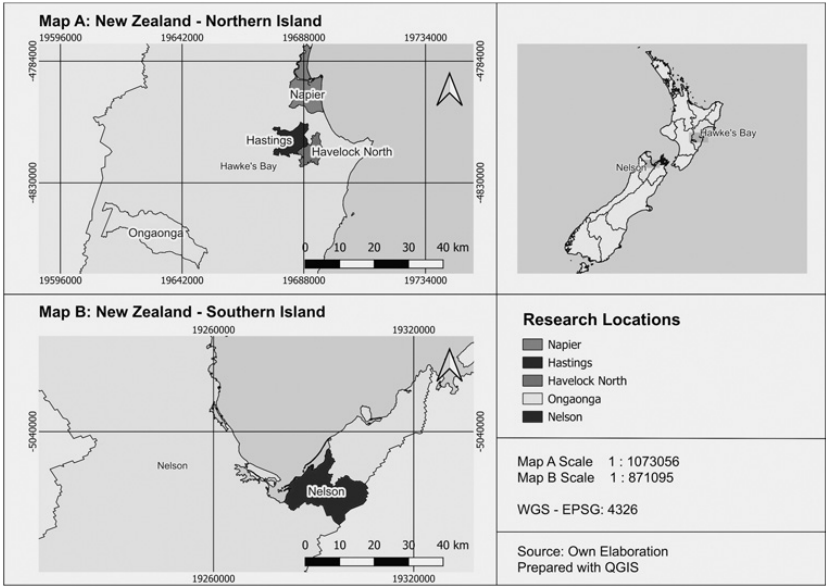 Map A: New Zealand - Northern Island
19596000 19642000 19688000 19734000
-4784000 -4784000
Napier
Hastings
Havelock North
Hawke's Bay
-4830000 -4830000
Ongaonga
0 10 20 30 40 km
19596000 19642000 19688000 19734000
Hawke's Bay
Nelson
Map B: New Zealand - Southern Island
19260000 19320000
-5040000 -5040000
Nelson
Nelson
0 10 20 30 40 km
19260000 19320000
Research Locations
Napier
Hastings
Havelock North
Ongaonga
Nelson
Map A Scale 1 : 1073056
Map B Scale 1 : 871095
WGS - EPSG: 4326
Source: Own Elaboration
Prepared with QGIS